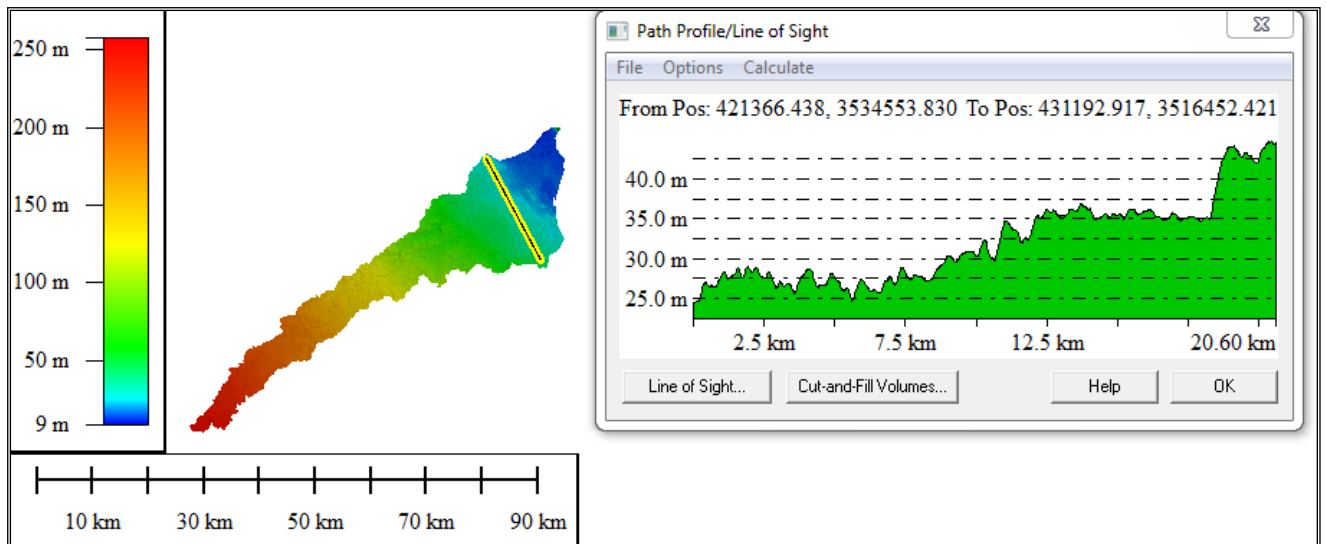 250 m
200 m
150 m
100 m
50 m
9 m
10 km 30 km 50 km 70 km 90 km
Path Profile/Line of Sight
File Options Calculate
From Pos: 421366.438, 3534553.830 To Pos: 431192.917, 3516452.421
40.0 m
35.0 m
30.0 m
25.0 m
2.5 km 7.5 km 12.5 km 20.60 km
Line of Sight... Cut-and-Fill Volumes... Help OK